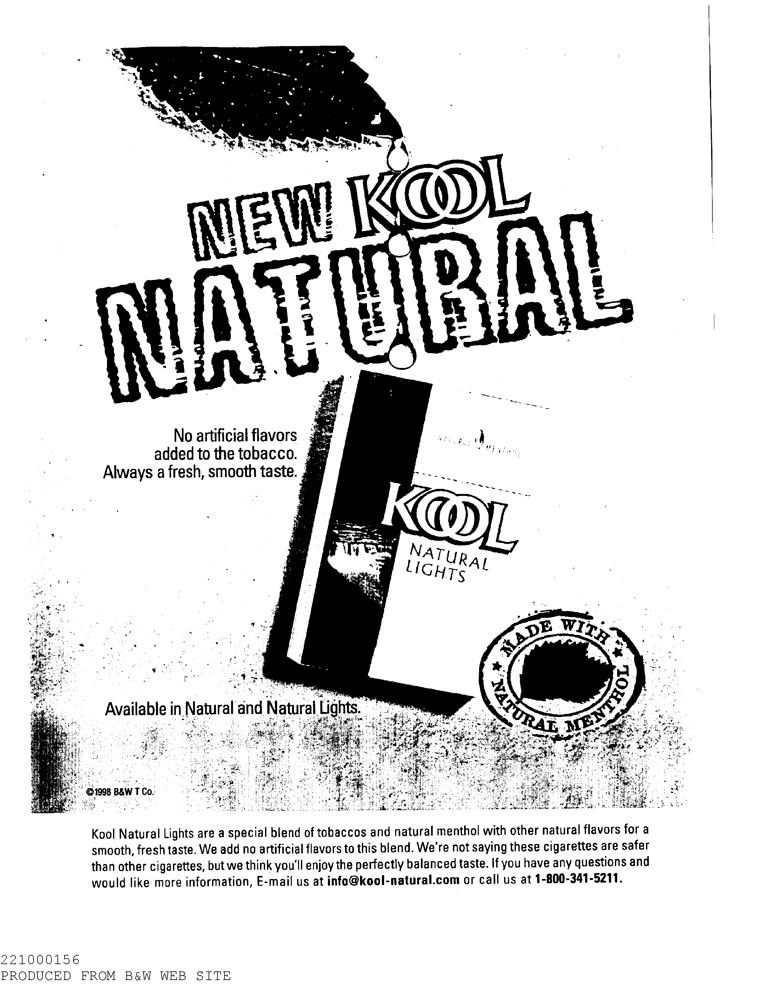 NEW KOOL
NATURAL
No artificial flavors
added to the tobacco.
Always a fresh, smooth taste.
KOOL
NATURAL
LIGHTS
MADE WITH
NATURAL MENTHOL
Available in Natural and Natural Lights.
©1998 B&W T Co.
Kool Natural Lights are a special blend of tobaccos and natural menthol with other natural flavors for a
smooth, fresh taste. We add no artificial flavors to this blend. We're not saying these cigarettes are safer
than other cigarettes, but we think you'll enjoy the perfectly balanced taste. If you have any questions and
would like more information, E-mail us at info@kool-natural.com or call us at 1-800-341-5211.
221000156
PRODUCED FROM B&W WEB SITE